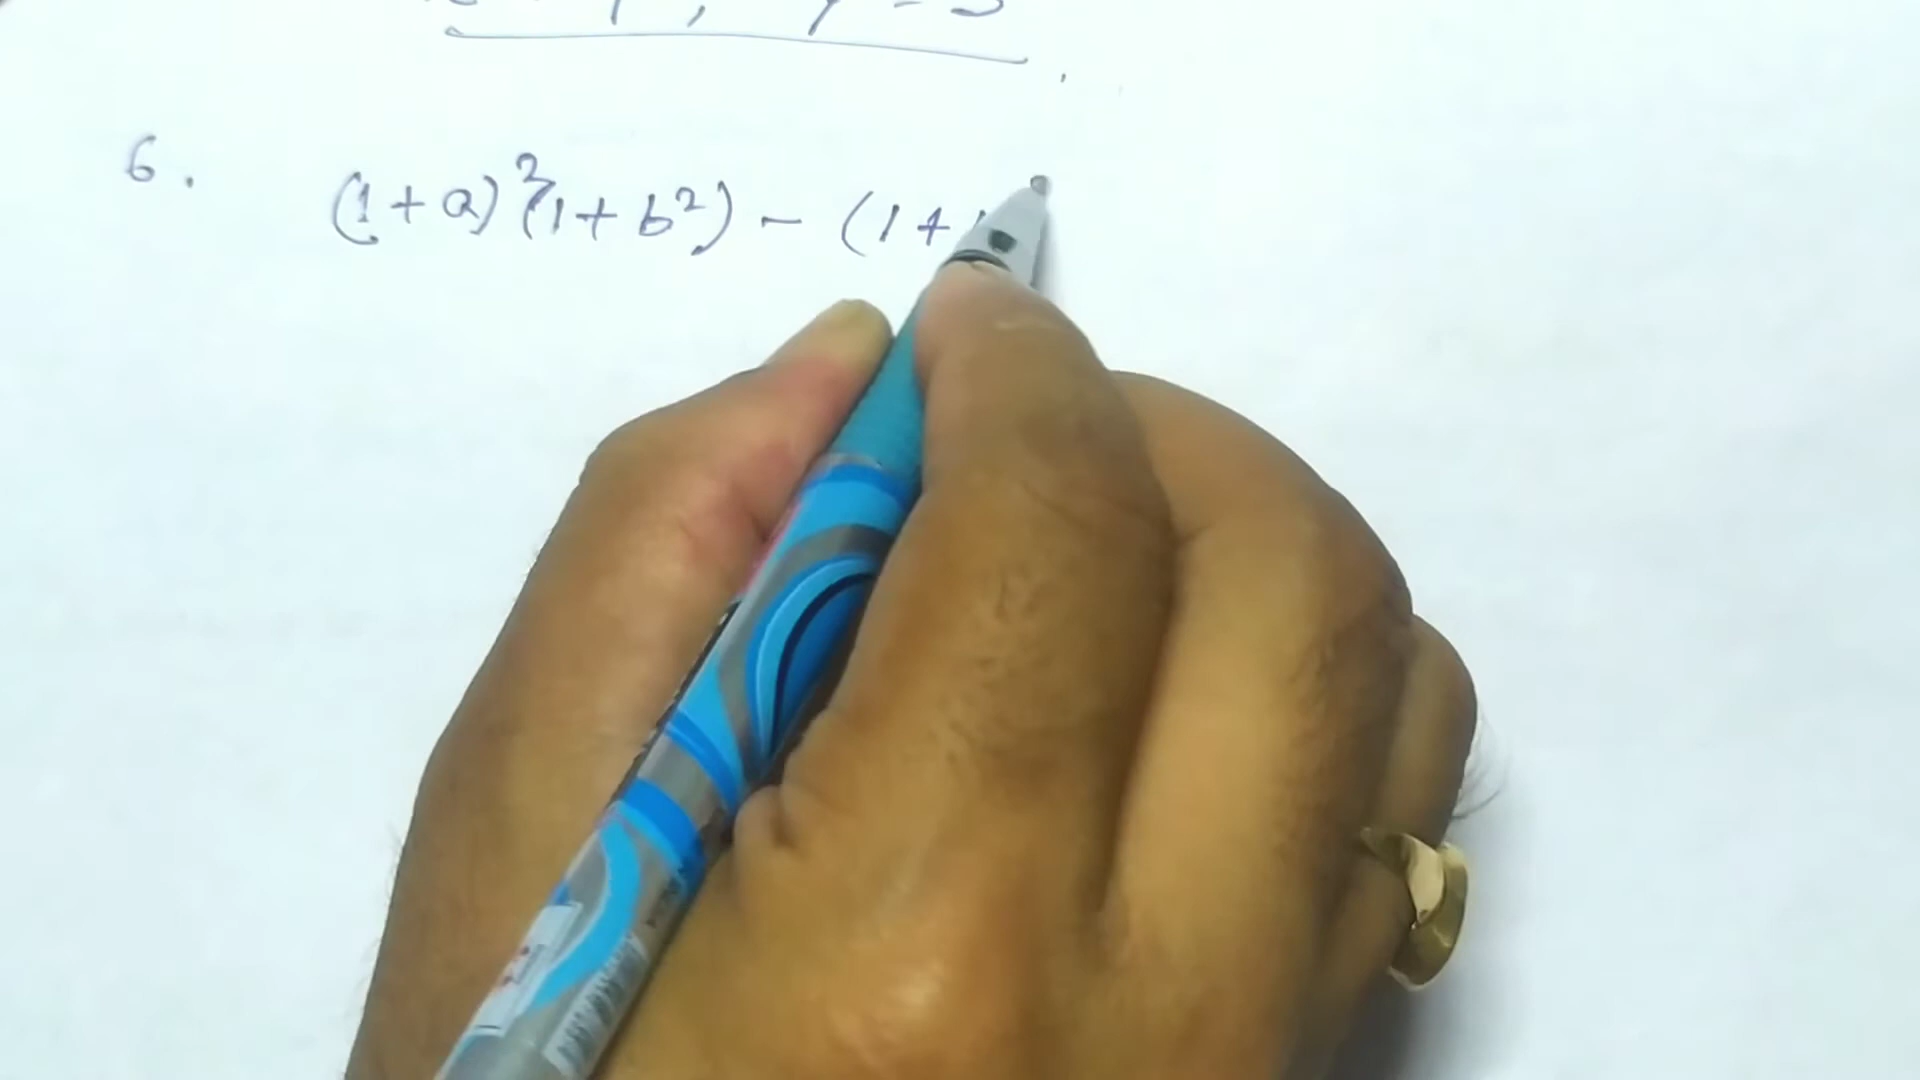 6. (1+a)²(1+b²) - (1+